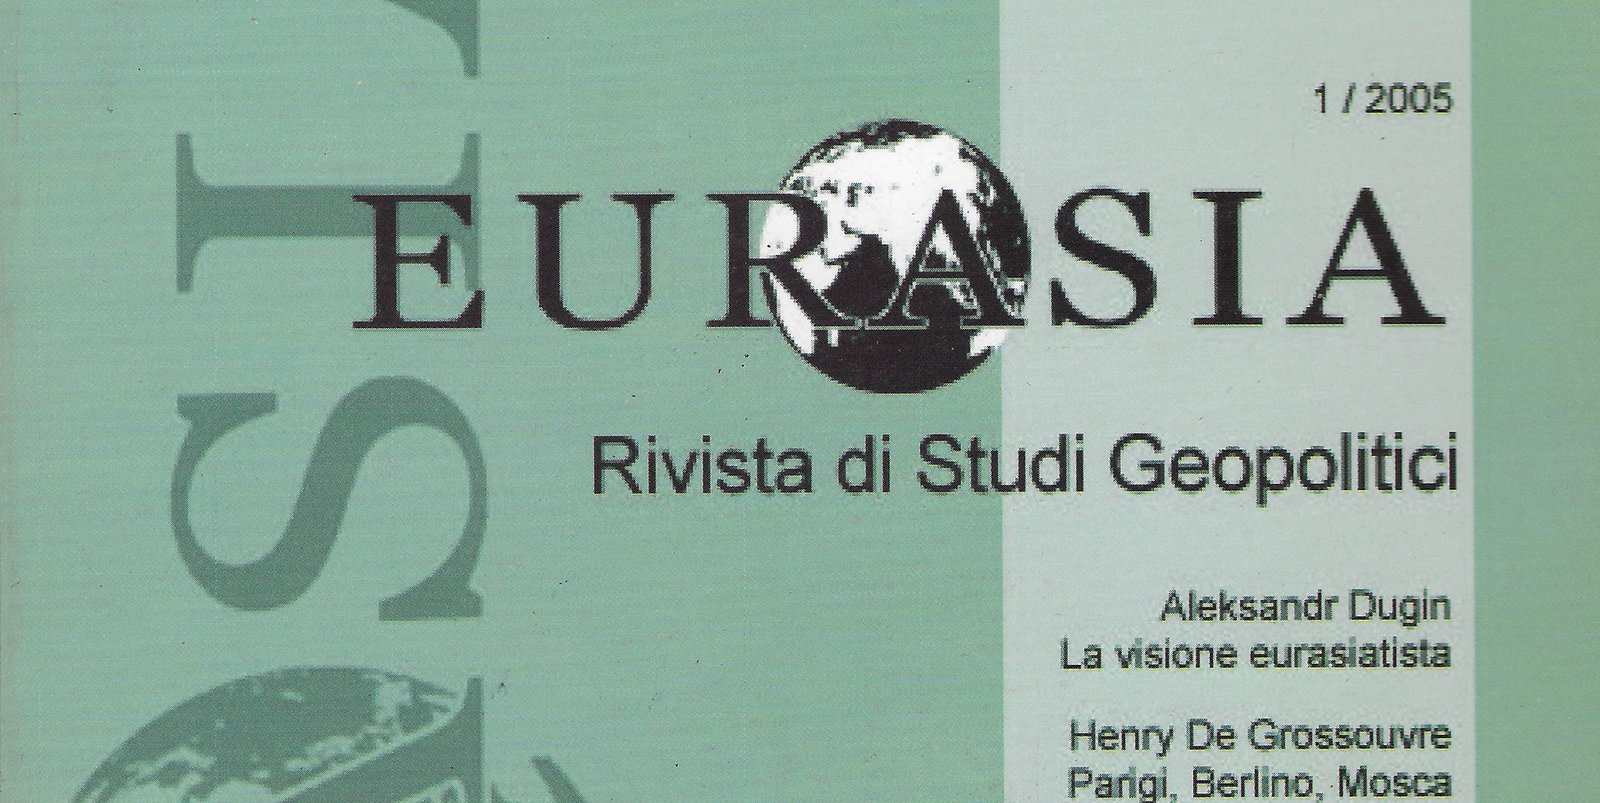 1 / 2005
EURASIA
Rivista di Studi Geopolitici
Aleksandr Dugin
La visione eurasiatista
Henry De Grossouvre
Parigi, Berlino, Mosca